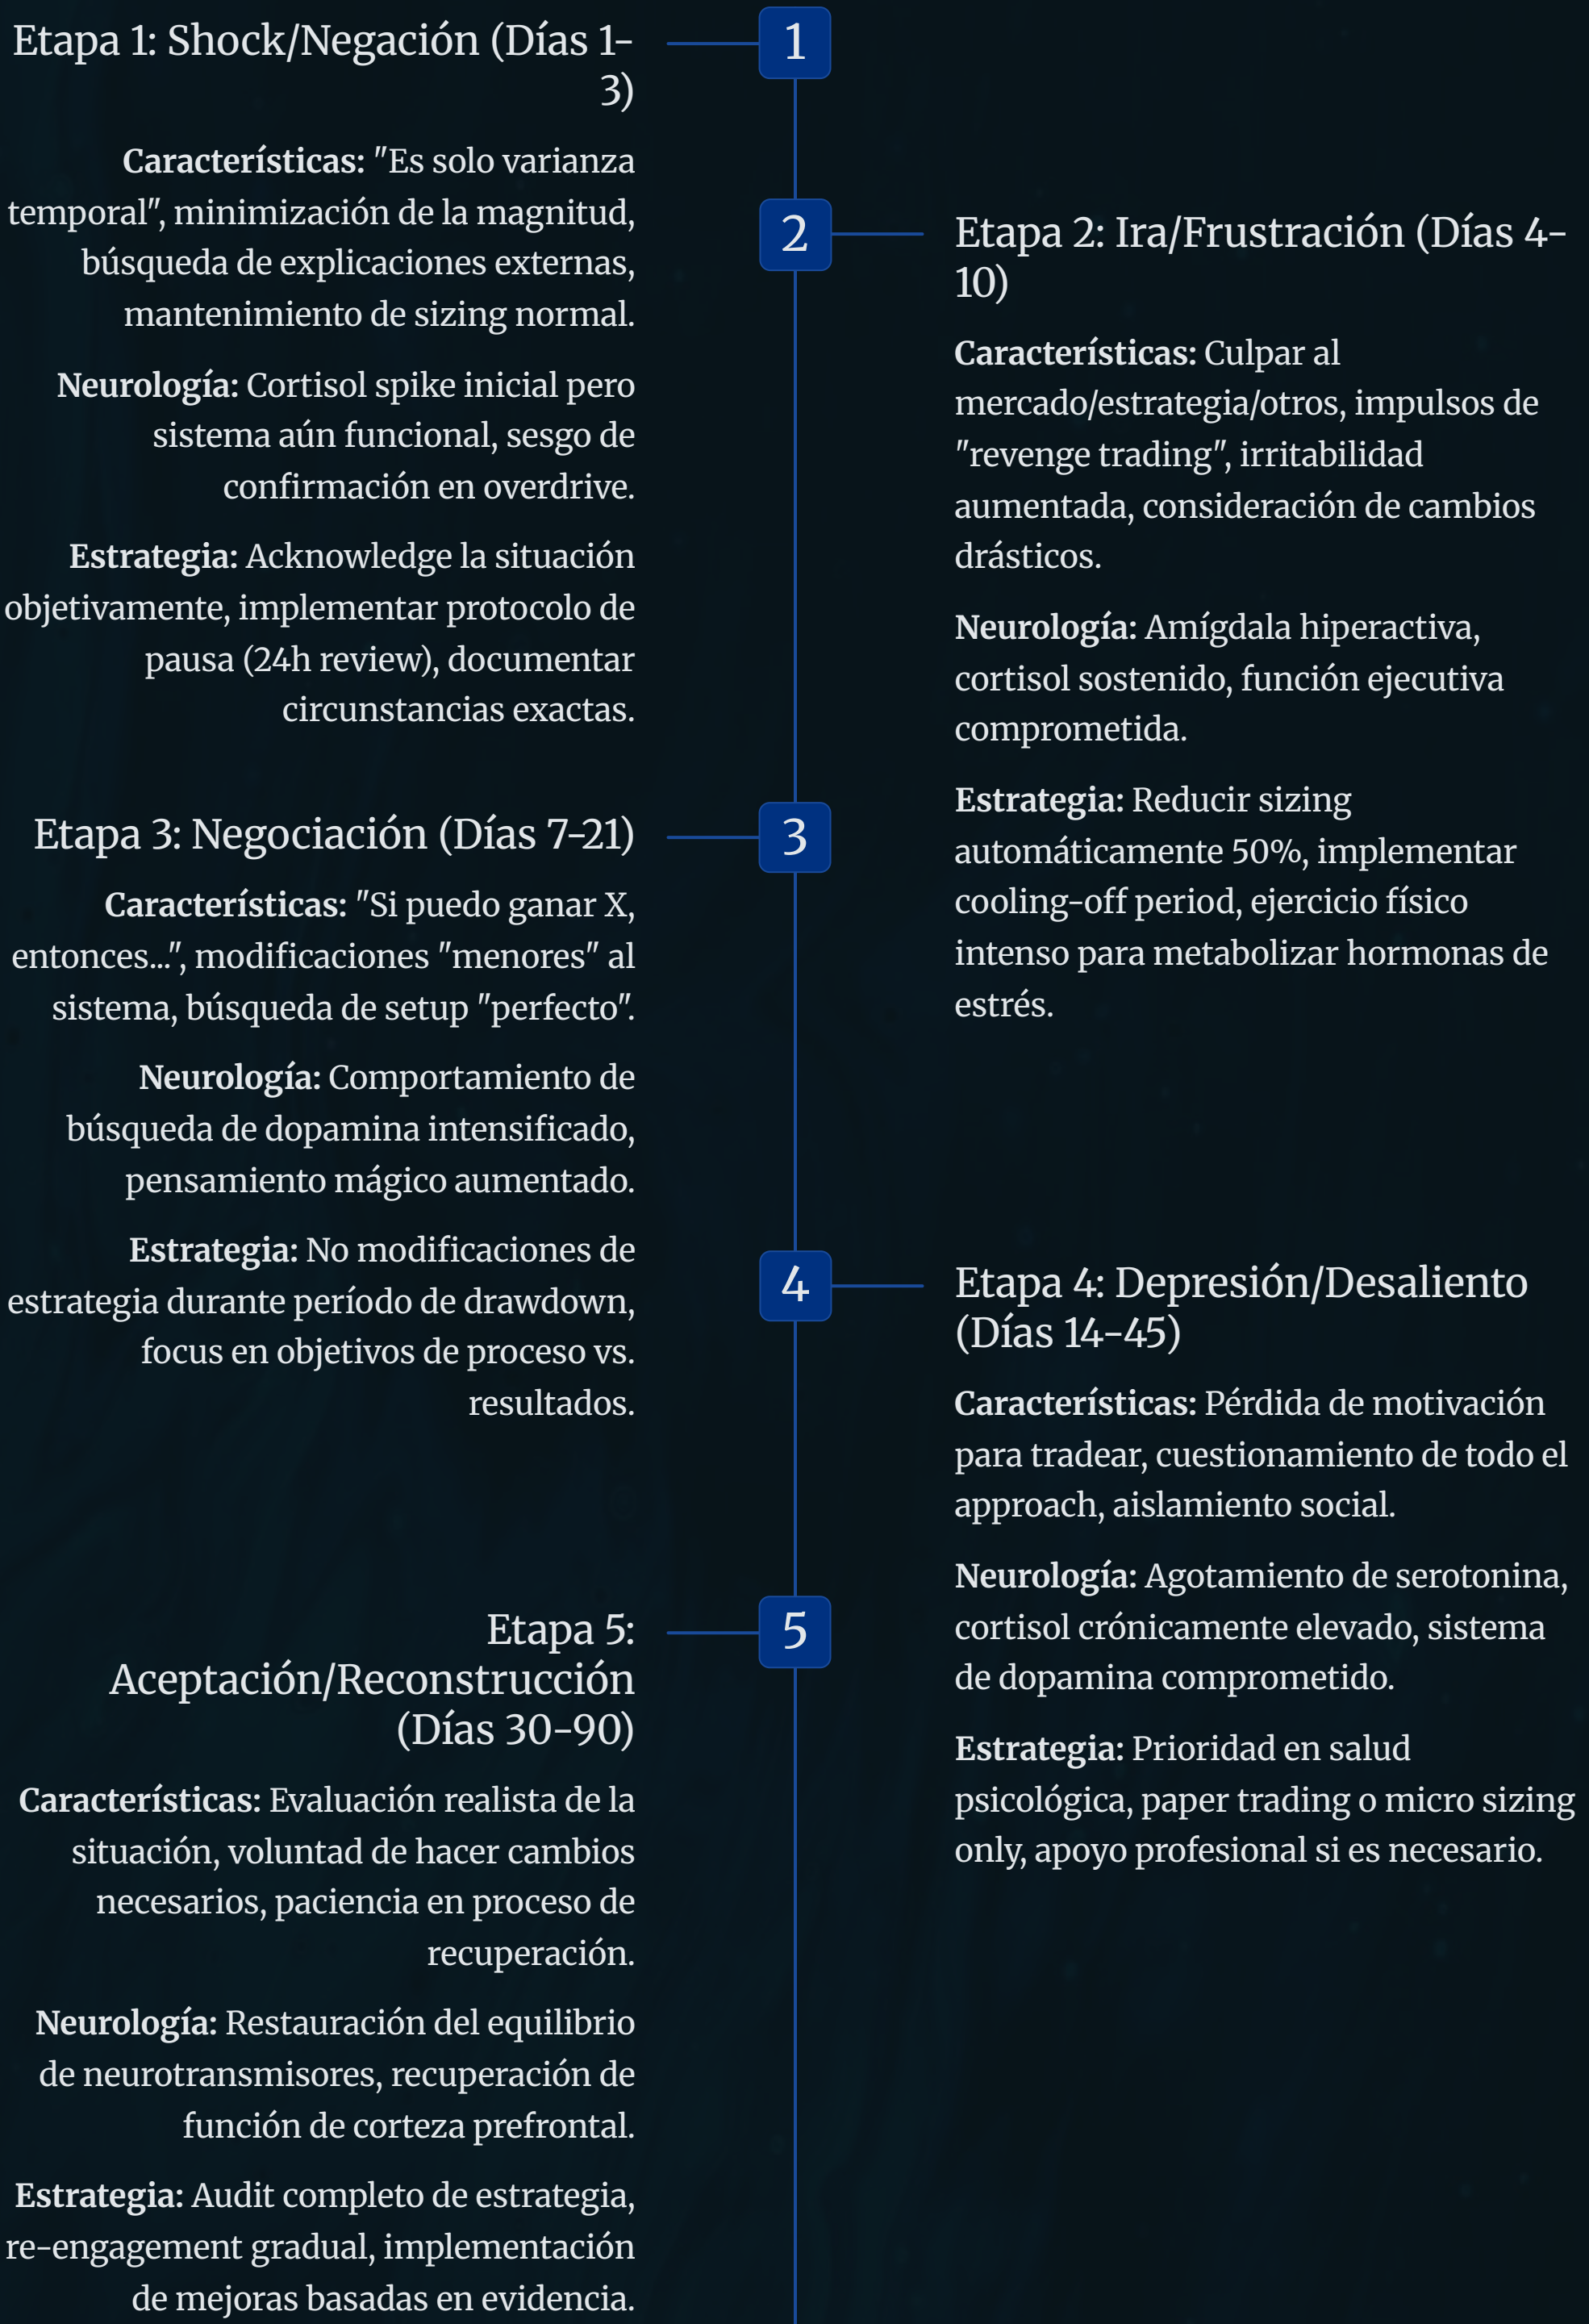 Etapa 1: Shock/Negación (Días 1-
3)
1
Características: "Es solo varianza
temporal", minimización de la magnitud,
búsqueda de explicaciones externas,
mantenimiento de sizing normal.
Neurología: Cortisol spike inicial pero
sistema aún funcional, sesgo de
confirmación en overdrive.
Estrategia: Acknowledge la situación
objetivamente, implementar protocolo de
pausa (24h review), documentar
circunstancias exactas.
2
Etapa 2: Ira/Frustración (Días 4-
10)
Características: Culpar al
mercado/estrategia/otros, impulsos de
"revenge trading", irritabilidad
aumentada, consideración de cambios
drásticos.
Neurología: Amígdala hiperactiva,
cortisol sostenido, función ejecutiva
comprometida.
Estrategia: Reducir sizing
automáticamente 50%, implementar
cooling-off period, ejercicio físico
intenso para metabolizar hormonas de
estrés.
Etapa 3: Negociación (Días 7-21)
3
Características: "Si puedo ganar X,
entonces...", modificaciones "menores" al
sistema, búsqueda de setup "perfecto".
Neurología: Comportamiento de
búsqueda de dopamina intensificado,
pensamiento mágico aumentado.
Estrategia: No modificaciones de
estrategia durante período de drawdown,
focus en objetivos de proceso vs.
resultados.
4
Etapa 4: Depresión/Desaliento
(Días 14-45)
Características: Pérdida de motivación
para tradear, cuestionamiento de todo el
approach, aislamiento social.
Neurología: Agotamiento de serotonina,
cortisol crónicamente elevado, sistema
de dopamina comprometido.
Estrategia: Prioridad en salud
psicológica, paper trading o micro sizing
only, apoyo profesional si es necesario.
Etapa 5:
Aceptación/Reconstrucción
(Días 30-90)
5
Características: Evaluación realista de la
situación, voluntad de hacer cambios
necesarios, paciencia en proceso de
recuperación.
Neurología: Restauración del equilibrio
de neurotransmisores, recuperación de
función de corteza prefrontal.
Estrategia: Audit completo de estrategia,
re-engagement gradual, implementación
de mejoras basadas en evidencia.